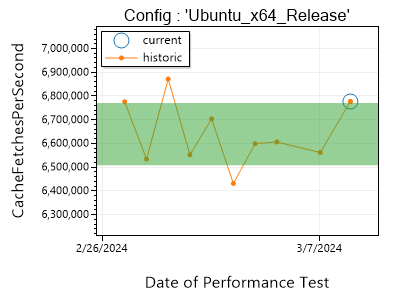 Config : 'Ubuntu_x64_Release'
current
historic
CacheFetchesPerSecond
7,000,000
6,900,000
6,800,000
6,700,000
6,600,000
6,500,000
6,400,000
6,300,000
2/26/2024
3/7/2024
Date of Performance Test